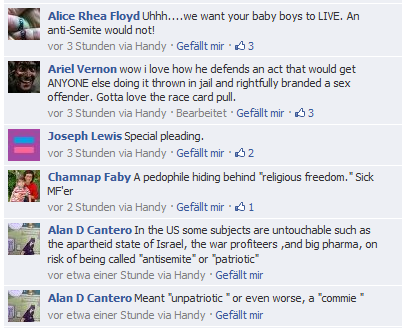 Alice Rhea Floyd Uhhh....we want your baby boys to LIVE. An
anti-Semite would not!
vor 3 Stunden via Handy · Gefällt mir · 3
Ariel Vernon wow i love how he defends an act that would get
ANYONE else doing it thrown in jail and rightfully branded a sex
offender. Gotta love the race card pull.
vor 3 Stunden via Handy · Bearbeitet · Gefällt mir · 3
Joseph Lewis Special pleading.
vor 3 Stunden via Handy · Gefällt mir · 2
Chamnap Faby A pedophile hiding behind "religious freedom." Sick
MF'er
vor 2 Stunden via Handy · Gefällt mir · 1
Alan D Cantero In the US some subjects are untouchable such as
the apartheid state of Israel, the war profiteers ,and big pharma, on
risk of being called "antisemite" or "patriotic"
vor etwa einer Stunde via Handy · Gefällt mir
Alan D Cantero Meant "unpatriotic " or even worse, a "commie "
vor etwa einer Stunde via Handy · Gefällt mir